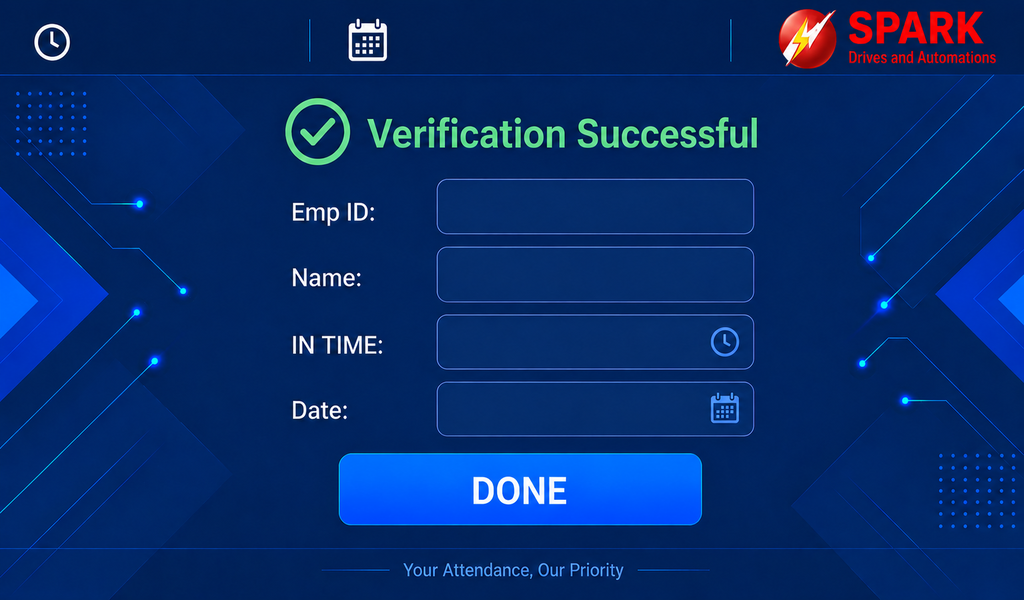 SPARK
Drives and Automations
Verification Successful
Emp ID:
Name:
IN TIME:
Date:
DONE
Your Attendance, Our Priority